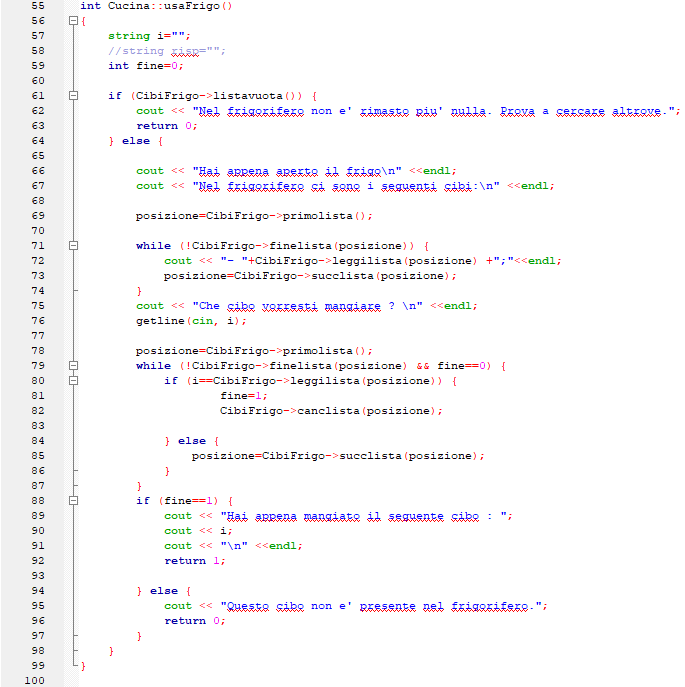 55 int Cucina::usaFrigo()
56 {
57 string i="";
58 //string risp="";
59 int fine=0;
60
61 if (CibiFrigo->listavuota()) {
62 cout << "Nel frigorifero non e' rimasto piu' nulla. Prova a cercare altrove.";
63 return 0;
64 } else {
65
66 cout << "Hai appena aperto il frigo\n" <<endl;
67 cout << "Nel frigorifero ci sono i seguenti cibi:\n" <<endl;
68
69 posizione=CibiFrigo->primolista();
70
71 while (!CibiFrigo->finelista(posizione)) {
72 cout << "- "+CibiFrigo->leggilista(posizione) +";"<<endl;
73 posizione=CibiFrigo->succlista(posizione);
74 }
75 cout << "Che cibo vorresti mangiare ? \n" <<endl;
76 getline(cin, i);
77
78 posizione=CibiFrigo->primolista();
79 while (!CibiFrigo->finelista(posizione) && fine==0) {
80 if (i==CibiFrigo->leggilista(posizione)) {
81 fine=1;
82 CibiFrigo->canclista(posizione);
83
84 } else {
85 posizione=CibiFrigo->succlista(posizione);
86 }
87 }
88 if (fine==1) {
89 cout << "Hai appena mangiato il seguente cibo : ";
90 cout << i;
91 cout << "\n" <<endl;
92 return 1;
93
94 } else {
95 cout << "Questo cibo non e' presente nel frigorifero.";
96 return 0;
97 }
98 }
99 }
100